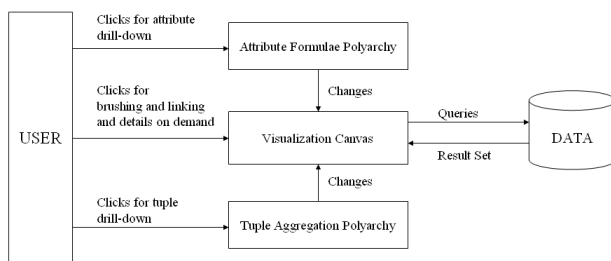 Clicks for attribute
drill-down
Attribute Formulae Polyarchy
Changes
Clicks for
brushing and linking
and details on demand
USER
Visualization Canvas
Queries
Result Set
DATA
Changes
Clicks for tuple
drill-down
Tuple Aggregation Polyarchy